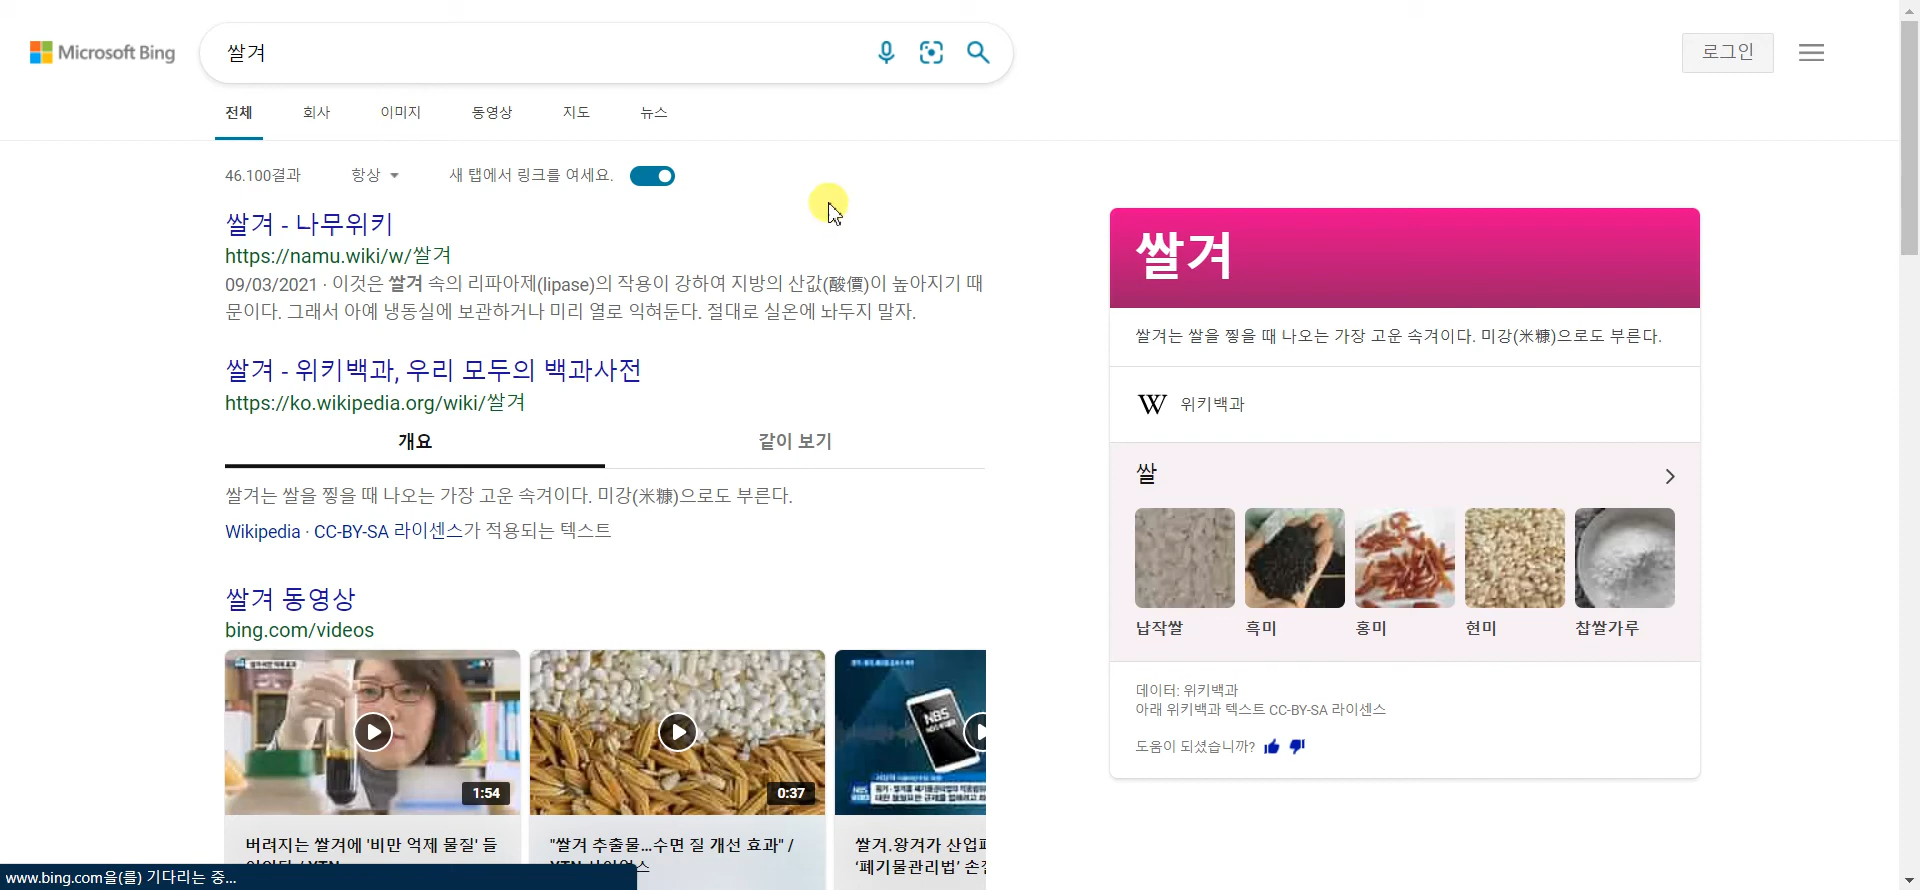 Microsoft Bing
쌀겨
로그인
전체 회사 이미지 동영상 지도 뉴스
46.100결과 항상 새 탭에서 링크를 여세요.
쌀겨 - 나무위키
https://namu.wiki/w/쌀겨
09/03/2021 · 이것은 쌀겨 속의 리파아제(lipase)의 작용이 강하여 지방의 산값(酸價)이 높아지기 때
문이다. 그래서 아예 냉동실에 보관하거나 미리 열로 익혀둔다. 절대로 실온에 놔두지 말자.
쌀겨 - 위키백과, 우리 모두의 백과사전
https://ko.wikipedia.org/wiki/쌀겨
개요 같이 보기
쌀겨는 쌀을 찧을 때 나오는 가장 고운 속겨이다. 미강(米糠)으로도 부른다.
Wikipedia · CC-BY-SA 라이센스가 적용되는 텍스트
쌀겨 동영상
bing.com/videos
NBS
1:54
0:37
버려지는 쌀겨에 '비만 억제 물질' 들
"쌀겨 추출물...수면 질 개선 효과" /
쌀겨.왕겨가 산업
'폐기물관리법' 손
www.bing.com을(를) 기다리는 중...
쌀겨
쌀겨는 쌀을 찧을 때 나오는 가장 고운 속겨이다. 미강(米糠)으로도 부른다.
W 위키백과
쌀
납작쌀 흑미 홍미 현미 찹쌀가루
데이터: 위키백과
아래 위키백과 텍스트 CC-BY-SA 라이센스
도움이 되셨습니까?